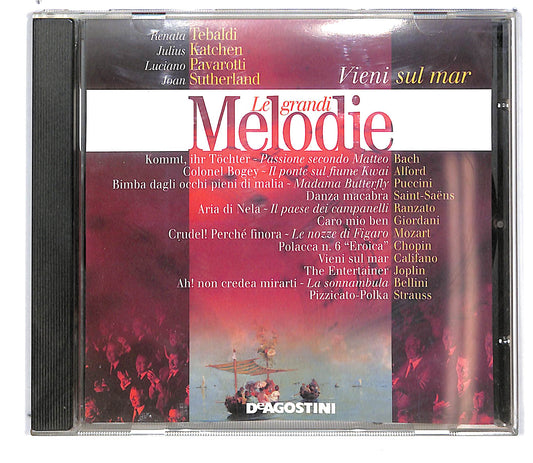 Renata Tebaldi
Julius Katchen
Luciano Pavarotti
Joan Sutherland
Vieni sul mar
Le grandi
Melodie
Kommt, ihr Töchter - Passione secondo Matteo Bach
Colonel Bogey - Il ponte sul fiume Kwai Alford
Bimba dagli occhi pieni di malia - Madama Butterfly Puccini
Danza macabra Saint-Saëns
Aria di Nela - Il paese dei campanelli Ranzato
Caro mio ben Giordani
Crudel! Perché finora - Le nozze di Figaro Mozart
Polacca n. 6 "Eroica" Chopin
Vieni sul mar Califano
The Entertainer Joplin
Ah! non credea mirarti - La sonnambula Bellini
Pizzicato-Polka Strauss
DeAGOSTINI